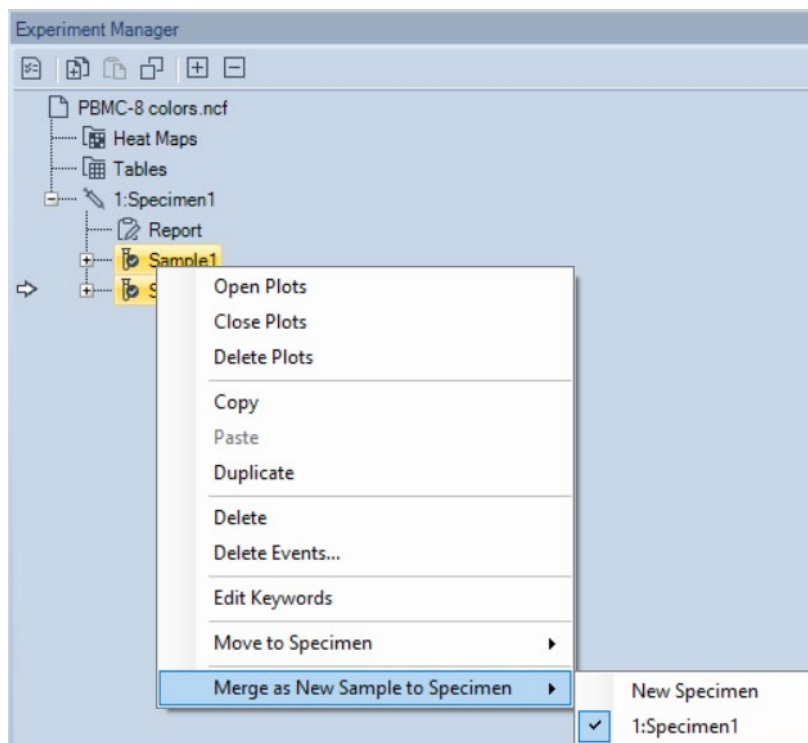 Experiment Manager
PBMC-8 colors.ncf
Heat Maps
Tables
1:Specimen1
Report
Sample1
S
Open Plots
Close Plots
Delete Plots
Copy
Paste
Duplicate
Delete
Delete Events...
Edit Keywords
Move to Specimen
Merge as New Sample to Specimen
New Specimen
1:Specimen1